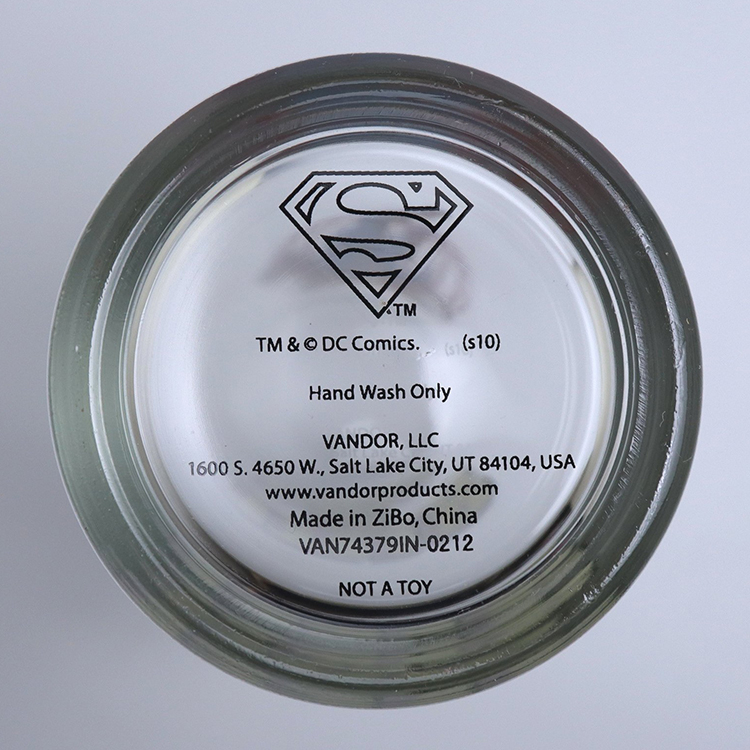 S
TM
TM & © DC Comics. (s10)
Hand Wash Only
VANDOR, LLC
1600 S. 4650 W., Salt Lake City, UT 84104, USA
www.vandorproducts.com
Made in ZiBo, China
VAN74379IN-0212
NOT A TOY